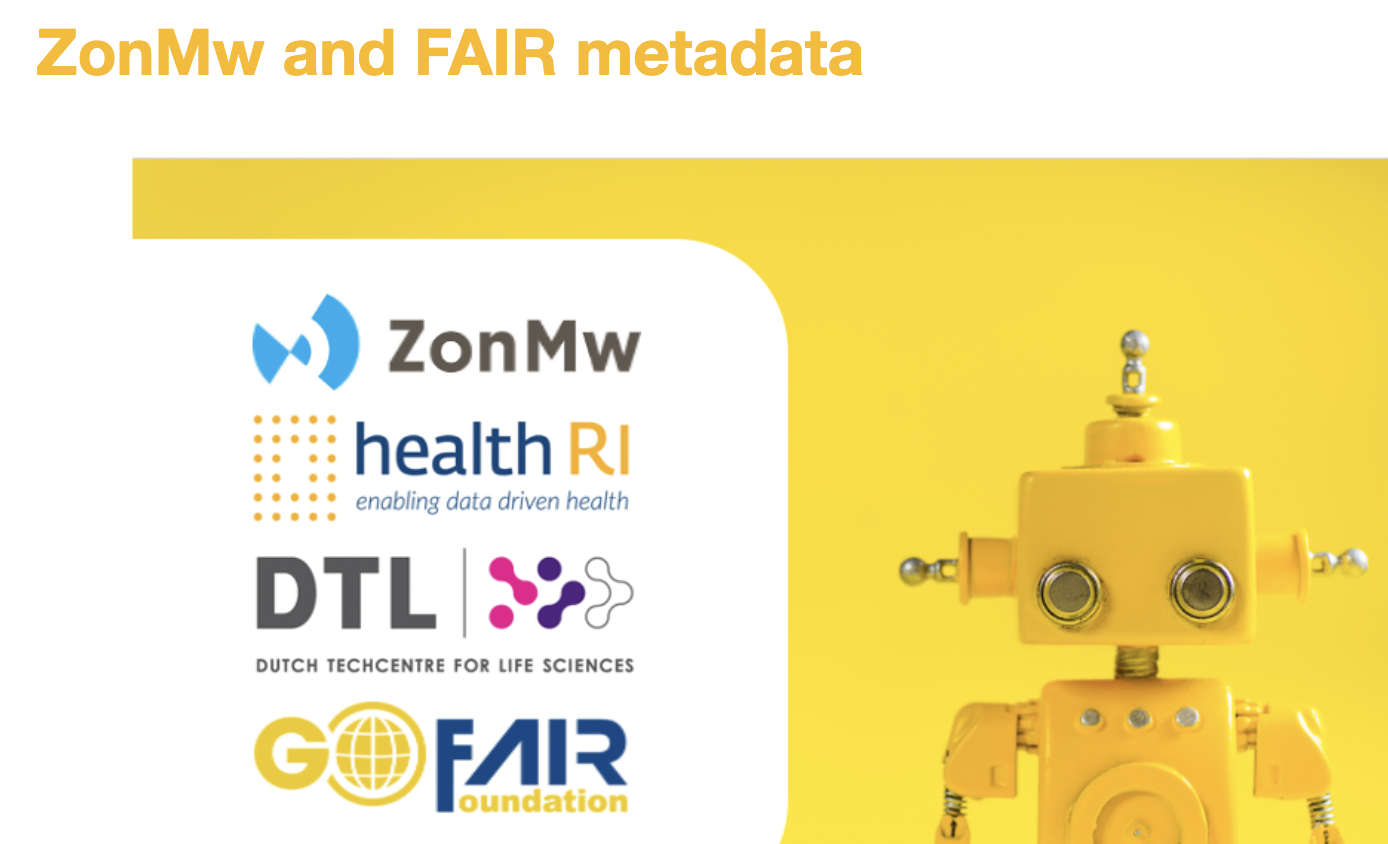 ZonMw and FAIR metadata
ZonMw
health RI
enabling data driven health
DTL
DUTCH TECHCENTRE FOR LIFE SCIENCES
GO FAIR
Foundation